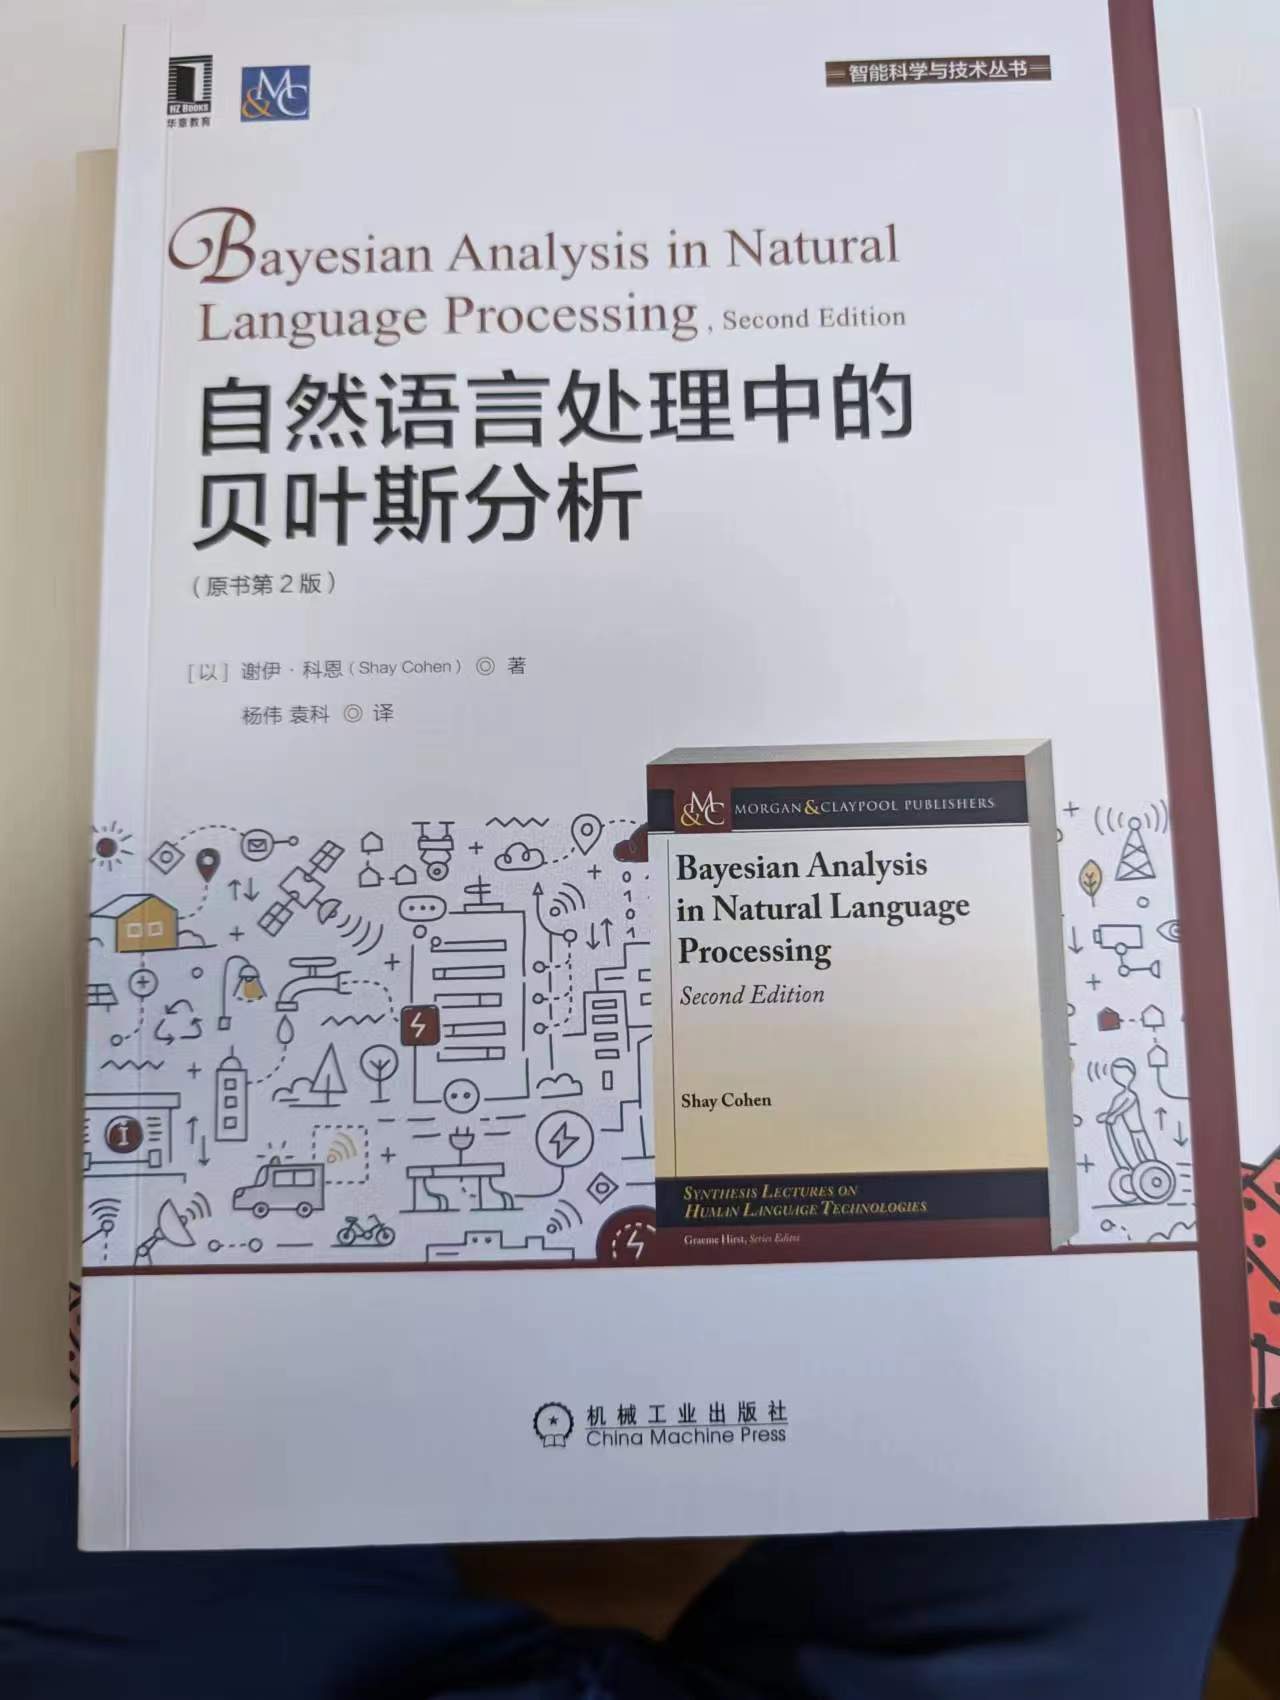 HZ BOOKS
华章教育
M&C
智能科学与技术丛书
Bayesian Analysis in Natural
Language Processing, Second Edition
自然语言处理中的
贝叶斯分析
(原书第2版)
[以] 谢伊·科恩(Shay Cohen) ◎ 著
杨伟 袁科 ◎ 译
M&C MORGAN&CLAYPOOL PUBLISHERS
Bayesian Analysis
in Natural Language
Processing
Second Edition
Shay Cohen
SYNTHESIS LECTURES ON
HUMAN LANGUAGE TECHNOLOGIES
Graeme Hirst, Series Editor
机械工业出版社
China Machine Press